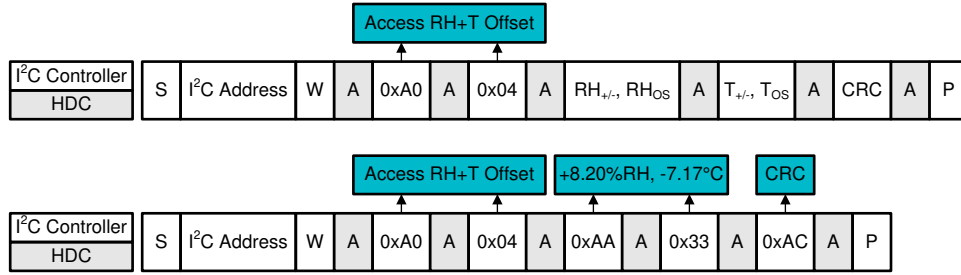 Access RH+T Offset
I²C Controller
HDC
S I²C Address W A 0xA0 A 0x04 A RH+/-, RHOS A T+/-, TOS A CRC A P
Access RH+T Offset +8.20%RH, -7.17°C CRC
I²C Controller
HDC
S I²C Address W A 0xA0 A 0x04 A 0xAA A 0x33 A 0xAC A P